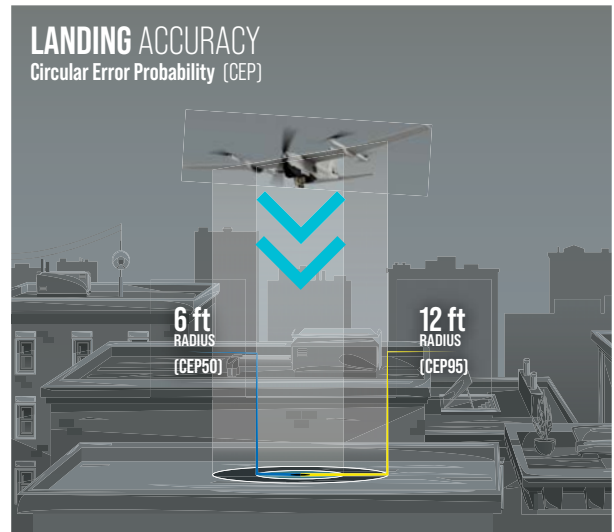 LANDING ACCURACY
Circular Error Probability (CEP)
6 ft
RADIUS
(CEP50)
12 ft
RADIUS
(CEP95)